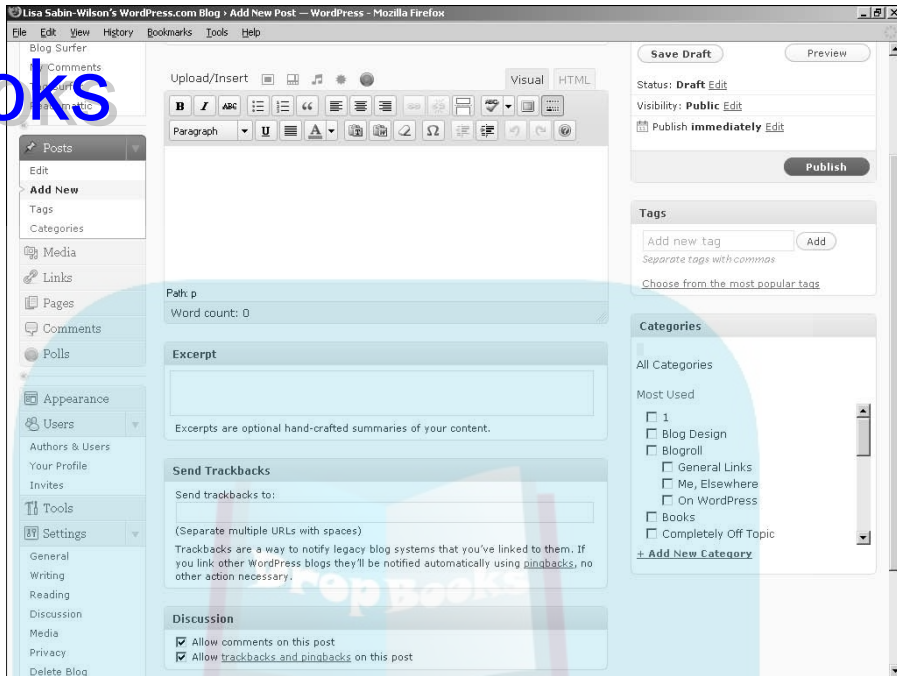 Lisa Sabin-Wilson's WordPress.com Blog › Add New Post — WordPress - Mozilla Firefox
File Edit View History Bookmarks Tools Help
Blog Surfer
My Comments
oks
Posts
Edit
Add New
Tags
Categories
Media
Links
Pages
Comments
Polls
Appearance
Users
Authors & Users
Your Profile
Invites
Tools
Settings
General
Writing
Reading
Discussion
Media
Privacy
Delete Blog
Upload/Insert
Visual HTML
B I ABC
Paragraph U A Ω
Path: p
Word count: 0
Excerpt
Excerpts are optional hand-crafted summaries of your content.
Send Trackbacks
Send trackbacks to:
(Separate multiple URLs with spaces)
Trackbacks are a way to notify legacy blog systems that you've linked to them. If
you link other WordPress blogs they'll be notified automatically using pingbacks, no
other action necessary.
DropBooks
Discussion
Allow comments on this post
Allow trackbacks and pingbacks on this post
Save Draft Preview
Status: Draft Edit
Visibility: Public Edit
Publish immediately Edit
Publish
Tags
Add new tag Add
Separate tags with commas
Choose from the most popular tags
Categories
All Categories
Most Used
1
Blog Design
Blogroll
General Links
Me, Elsewhere
On WordPress
Books
Completely Off Topic
+ Add New Category